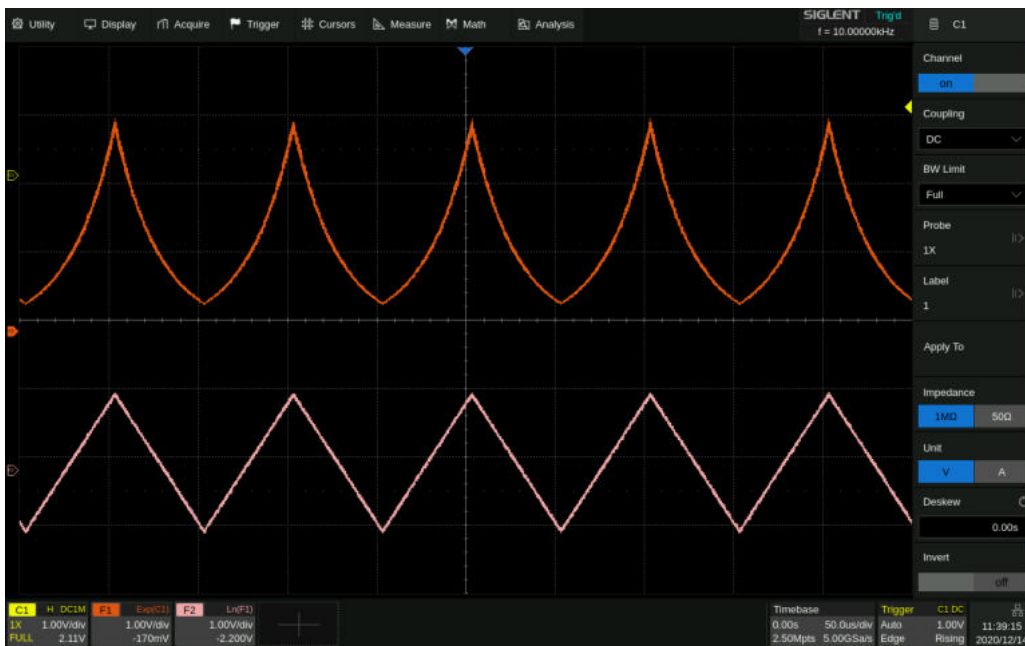 Utility Display Acquire Trigger Cursors Measure Math Analysis SIGLENT Trig'd C1
f = 10.00000kHz
Channel
on
Coupling
DC
BW Limit
Full
Probe
1X
Label
1
Apply To
Impedance
1MΩ 50Ω
Unit
V A
Deskew
0.00s
Invert
off
C1 H DC1M F1 Exp(C1) F2 Ln(F1) Timebase Trigger C1 DC
1X 1.00V/div 1.00V/div 1.00V/div 0.00s 50.0us/div Auto 1.00V 11:39:15
FULL 2.11V -170mV -2.200V 2.50Mpts 5.00GSa/s Edge Rising 2020/12/14